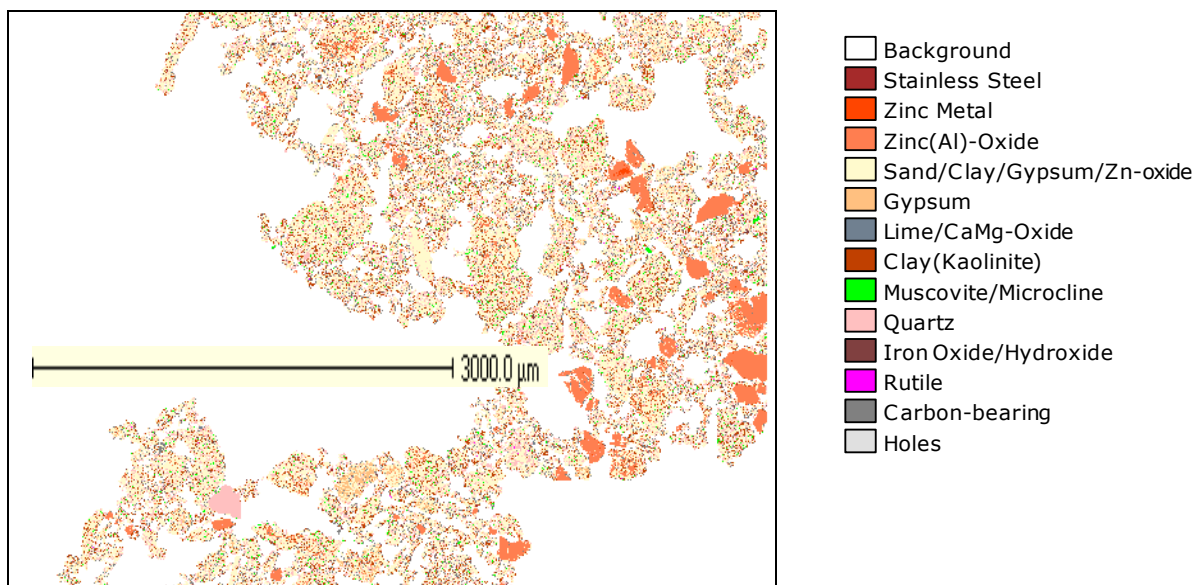 Background
Stainless Steel
Zinc Metal
Zinc(Al)-Oxide
Sand/Clay/Gypsum/Zn-oxide
Gypsum
Lime/CaMg-Oxide
Clay(Kaolinite)
Muscovite/Microcline
Quartz
Iron Oxide/Hydroxide
Rutile
Carbon-bearing
Holes
3000.0 µm